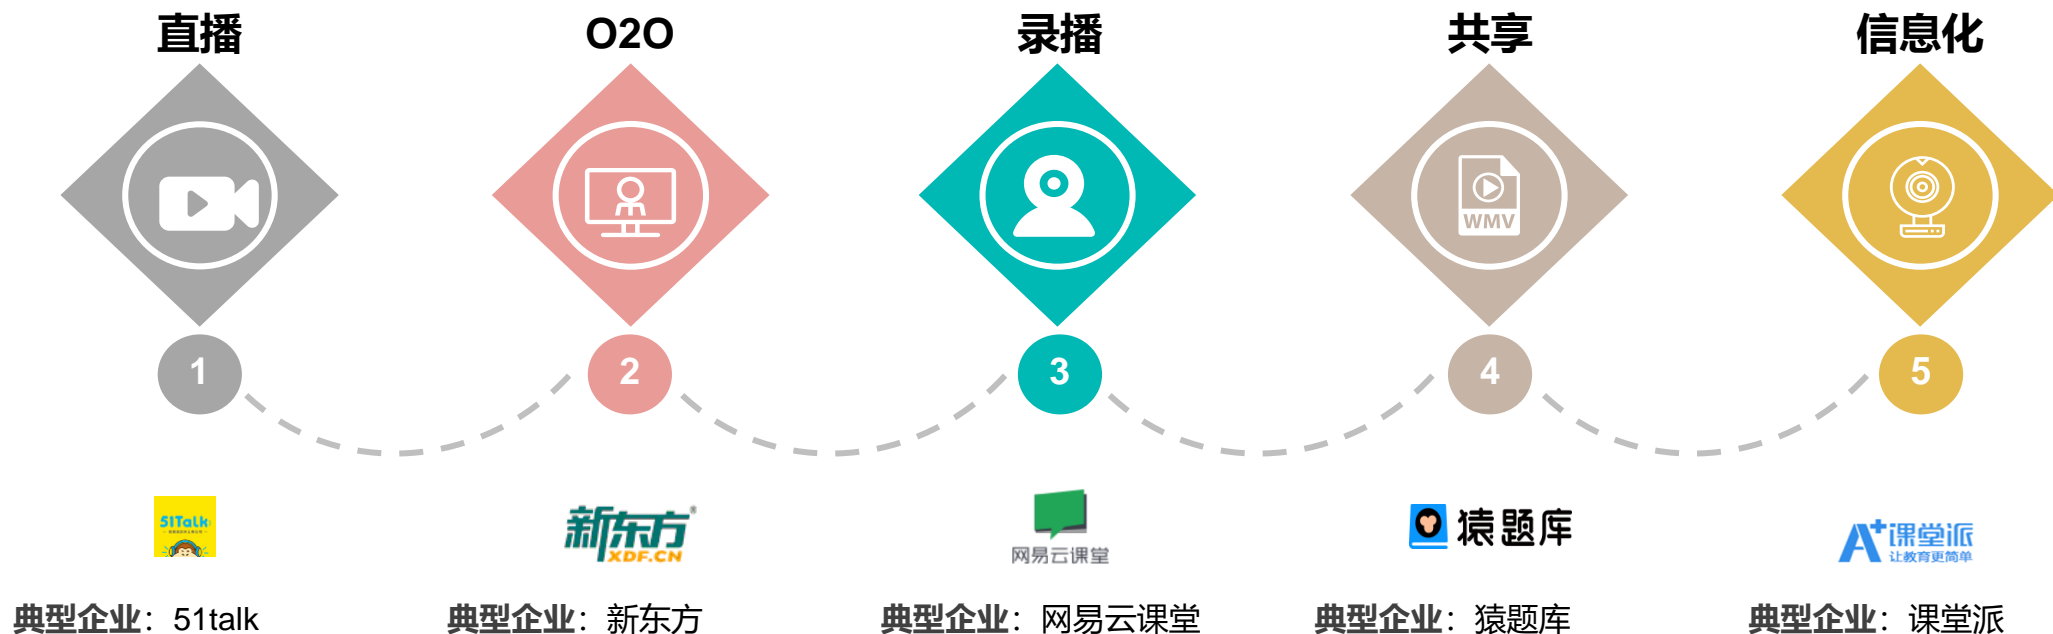 直播
O2O
录播
共享
信息化
WMV
1
2
3
4
5
51Talk
新东方®
XDF.CN
网易云课堂
猿题库
A+课堂派
让教育更简单
典型企业：51talk
典型企业：新东方
典型企业：网易云课堂
典型企业：猿题库
典型企业：课堂派